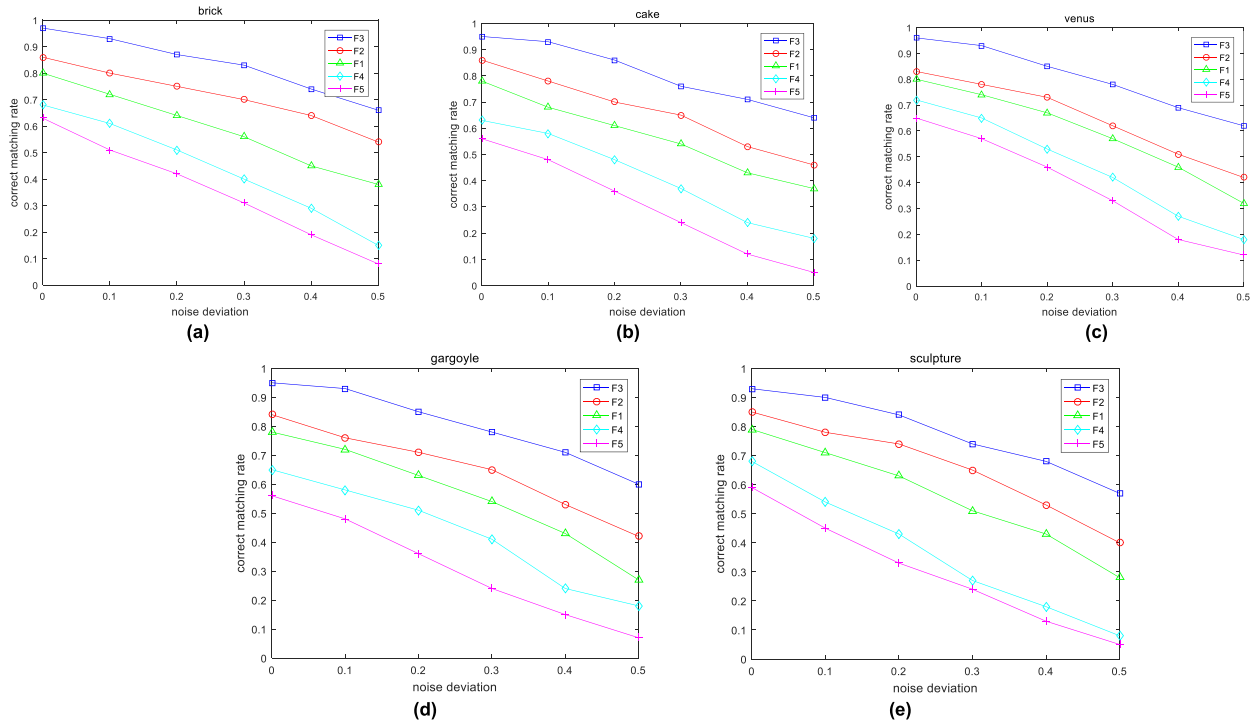 brick
correct matching rate
1
0.9
0.8
0.7
0.6
0.5
0.4
0.3
0.2
0.1
0
0 0.1 0.2 0.3 0.4 0.5
noise deviation
F3
F2
F1
F4
F5
(a)
cake
correct matching rate
1
0.9
0.8
0.7
0.6
0.5
0.4
0.3
0.2
0.1
0
0 0.1 0.2 0.3 0.4 0.5
noise deviation
F3
F2
F1
F4
F5
(b)
venus
correct matching rate
1
0.9
0.8
0.7
0.6
0.5
0.4
0.3
0.2
0.1
0
0 0.1 0.2 0.3 0.4 0.5
noise deviation
F3
F2
F1
F4
F5
(c)
gargoyle
correct matching rate
1
0.9
0.8
0.7
0.6
0.5
0.4
0.3
0.2
0.1
0
0 0.1 0.2 0.3 0.4 0.5
noise deviation
F3
F2
F1
F4
F5
(d)
sculpture
correct matching rate
1
0.9
0.8
0.7
0.6
0.5
0.4
0.3
0.2
0.1
0
0 0.1 0.2 0.3 0.4 0.5
noise deviation
F3
F2
F1
F4
F5
(e)